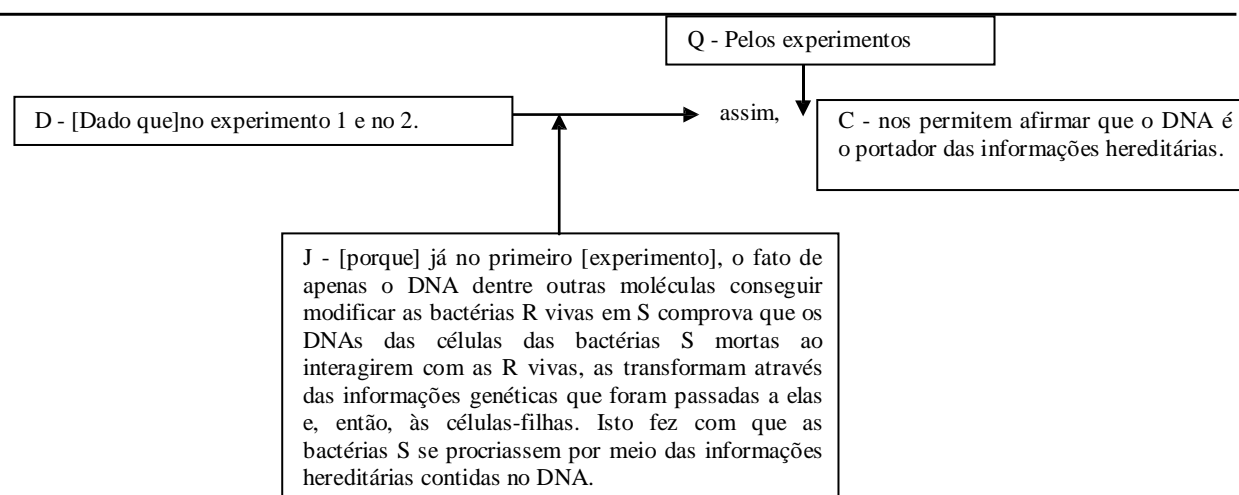 Q - Pelos experimentos
D - [Dado que]no experimento 1 e no 2.
assim,
C - nos permitem afirmar que o DNA é
o portador das informações hereditárias.
J - [porque] já no primeiro [experimento], o fato de
apenas o DNA dentre outras moléculas conseguir
modificar as bactérias R vivas em S comprova que os
DNAs das células das bactérias S mortas ao
interagirem com as R vivas, as transformam através
das informações genéticas que foram passadas a elas
e, então, às células-filhas. Isto fez com que as
bactérias S se procriassem por meio das informações
hereditárias contidas no DNA.